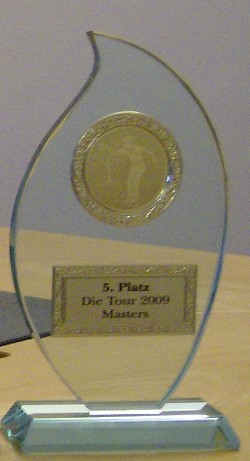 5. Platz
Die Tour 2009
Masters